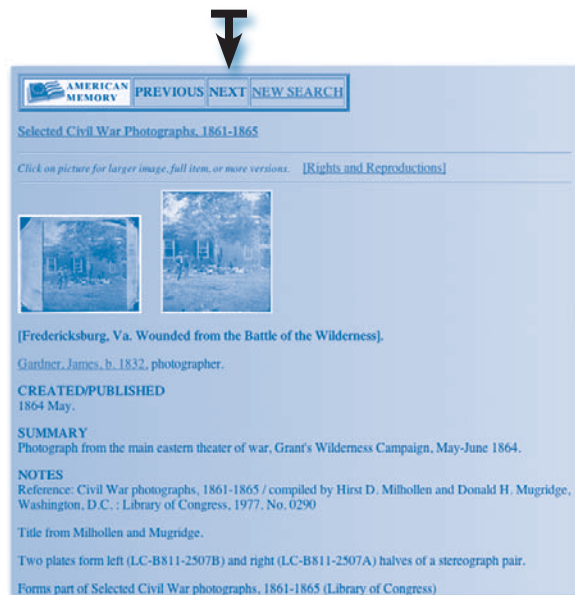 AMERICAN
MEMORY
PREVIOUS NEXT NEW SEARCH
Selected Civil War Photographs, 1861-1865
Click on picture for larger image, full item, or more versions. [Rights and Reproductions]
[Fredericksburg, Va. Wounded from the Battle of the Wilderness].
Gardner, James, b. 1832, photographer.
CREATED/PUBLISHED
1864 May.
SUMMARY
Photograph from the main eastern theater of war, Grant's Wilderness Campaign, May-June 1864.
NOTES
Reference: Civil War photographs, 1861-1865 / compiled by Hirst D. Milhollen and Donald H. Mugridge,
Washington, D.C. : Library of Congress, 1977. No. 0290
Title from Milhollen and Mugridge.
Two plates form left (LC-B811-2507B) and right (LC-B811-2507A) halves of a stereograph pair.
Forms part of Selected Civil War photographs, 1861-1865 (Library of Congress)